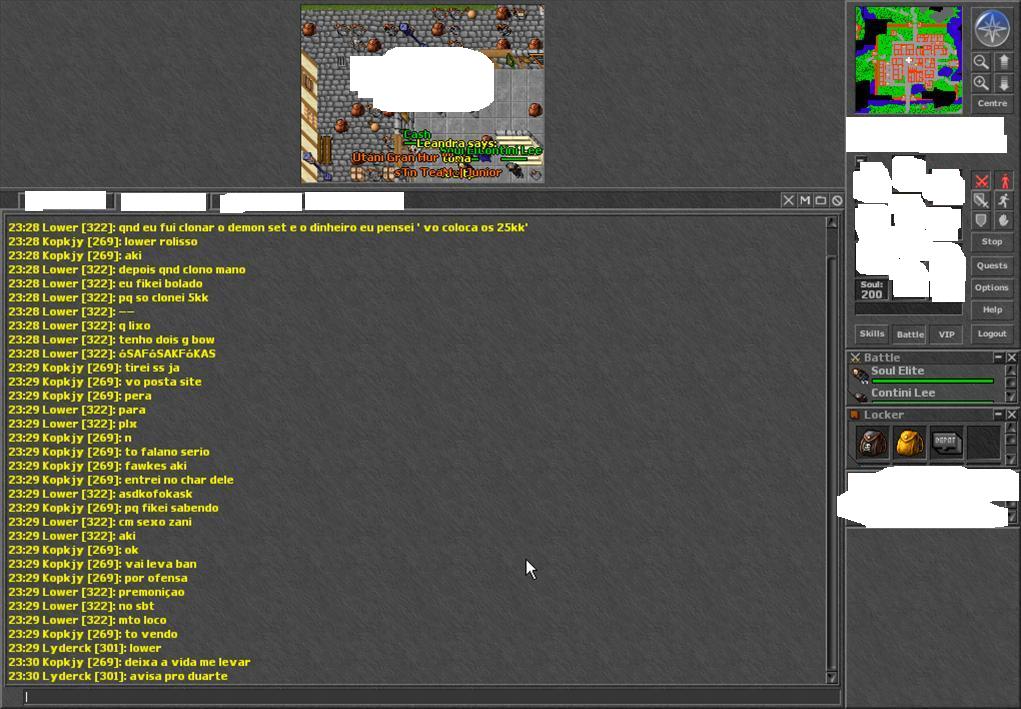 Cash
Leandra says:
toma
Soul Elite
Contini Lee
Utani Gran Hur
Centre
Stop
Quests
Options
Help
Soul:
200
Skills
Battle
VIP
Logout
Battle
Soul Elite
Contini Lee
Locker
DEPOT
23:28 Lower [322]: qnd eu fui clonar o demon set e o dinheiro eu pensei ' vo coloca os 25kk'
23:28 Kopkjy [269]: lower rolisso
23:28 Kopkjy [269]: aki
23:28 Lower [322]: depois qnd clono mano
23:28 Lower [322]: eu fikei bolado
23:28 Lower [322]: pq so clonei 5kk
23:28 Lower [322]: --
23:28 Lower [322]: q lixo
23:28 Lower [322]: tenho dois g bow
23:28 Lower [322]: óSAFóSAKFóKAS
23:29 Kopkjy [269]: tirei ss ja
23:29 Kopkjy [269]: vo posta site
23:29 Kopkjy [269]: pera
23:29 Lower [322]: para
23:29 Lower [322]: plx
23:29 Kopkjy [269]: n
23:29 Kopkjy [269]: to falano serio
23:29 Kopkjy [269]: fawkes aki
23:29 Kopkjy [269]: entrei no char dele
23:29 Lower [322]: asdkofokask
23:29 Kopkjy [269]: pq fikei sabendo
23:29 Lower [322]: cm sexo zani
23:29 Lower [322]: aki
23:29 Kopkjy [269]: ok
23:29 Kopkjy [269]: vai leva ban
23:29 Kopkjy [269]: por ofensa
23:29 Lower [322]: premoniçao
23:29 Lower [322]: no sbt
23:29 Lower [322]: mto loco
23:29 Kopkjy [269]: to vendo
23:29 Lyderck [301]: lower
23:30 Kopkjy [269]: deixa a vida me levar
23:30 Lyderck [301]: avisa pro duarte